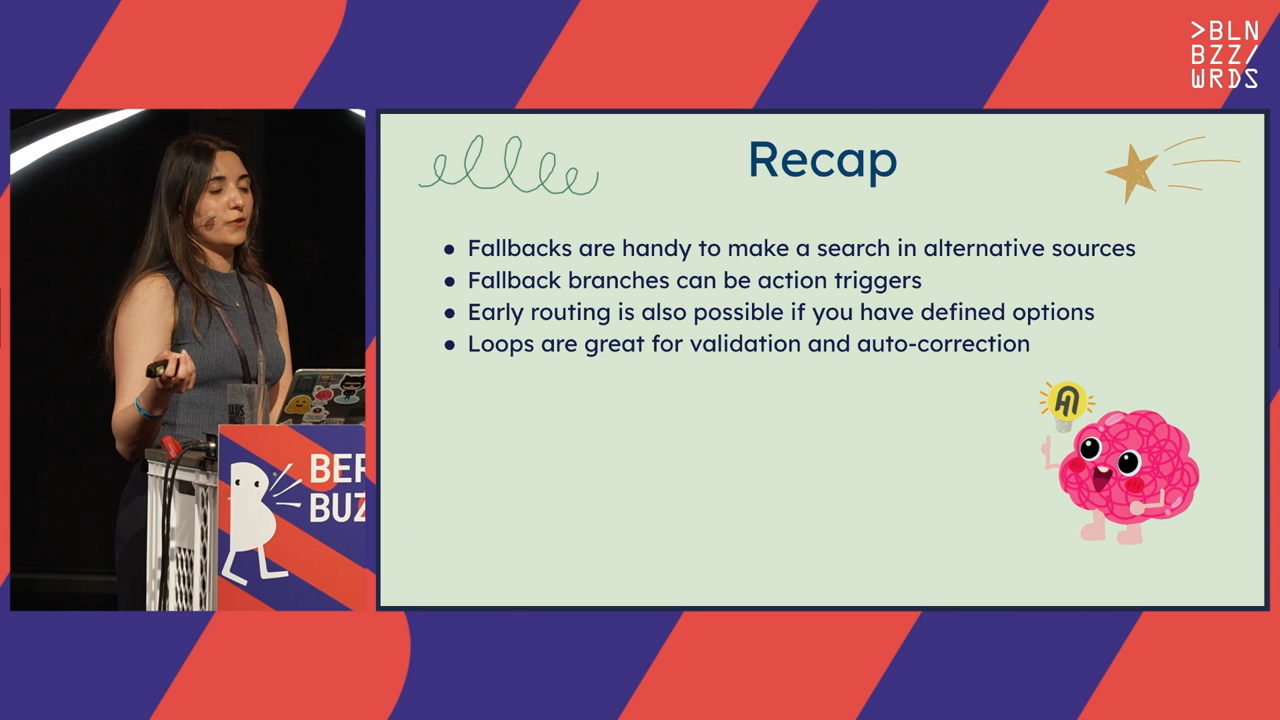 >BLN
BZZ/
WRDS
Recap
● Fallbacks are handy to make a search in alternative sources
● Fallback branches can be action triggers
● Early routing is also possible if you have defined options
● Loops are great for validation and auto-correction
BER
BUZ